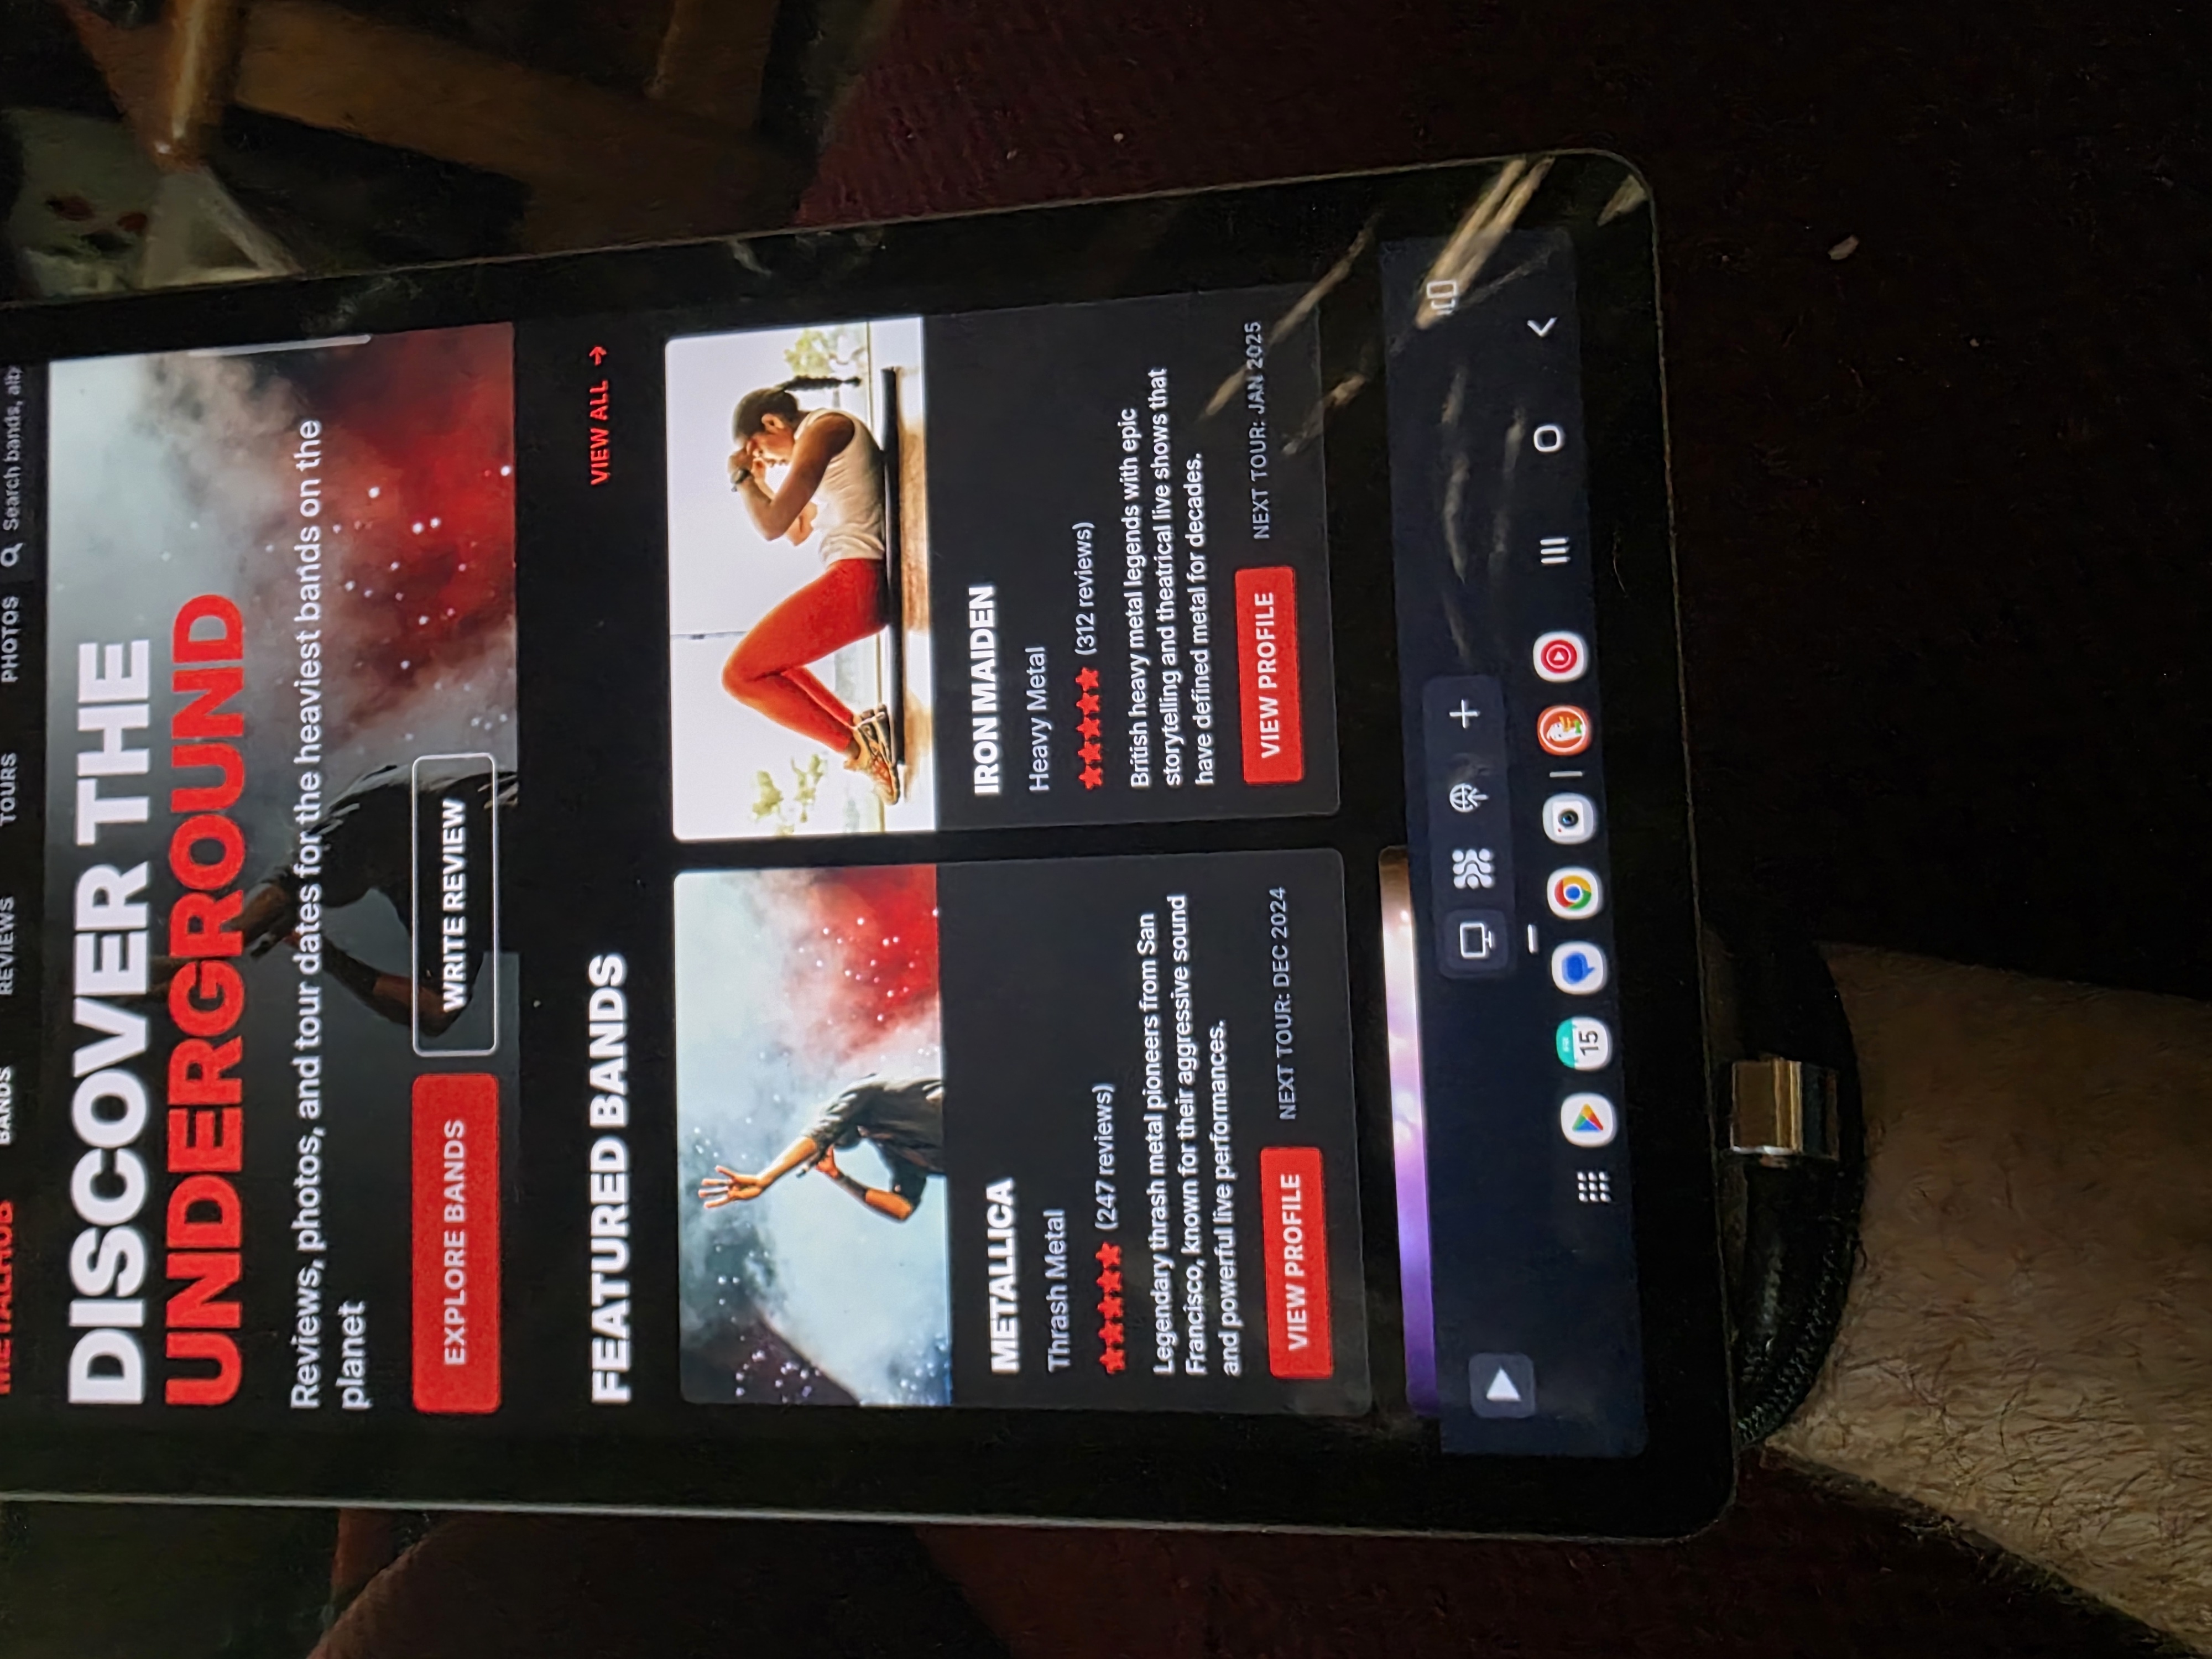 METALHUB
BANDS
REVIEWS
TOURS
PHOTOS
Search bands, alb
DISCOVER THE
UNDERGROUND
Reviews, photos, and tour dates for the heaviest bands on the
planet
EXPLORE BANDS
WRITE REVIEW
FEATURED BANDS
VIEW ALL →
METALLICA
Thrash Metal
(247 reviews)
Legendary thrash metal pioneers from San
Francisco, known for their aggressive sound
and powerful live performances.
VIEW PROFILE
NEXT TOUR: DEC 2024
IRON MAIDEN
Heavy Metal
(312 reviews)
British heavy metal legends with epic
storytelling and theatrical live shows that
have defined metal for decades.
VIEW PROFILE
NEXT TOUR: JAN 2025
15